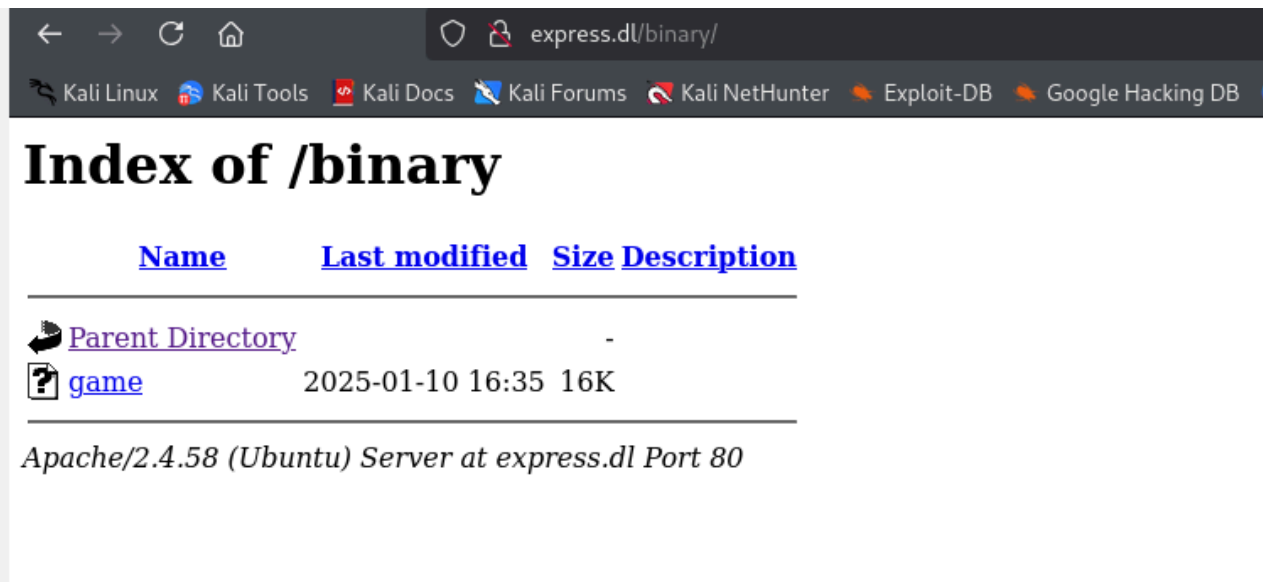 express.dl/binary/
Kali Linux Kali Tools Kali Docs Kali Forums Kali NetHunter Exploit-DB Google Hacking DB
Index of /binary
Name Last modified Size Description
Parent Directory -
game 2025-01-10 16:35 16K
Apache/2.4.58 (Ubuntu) Server at express.dl Port 80